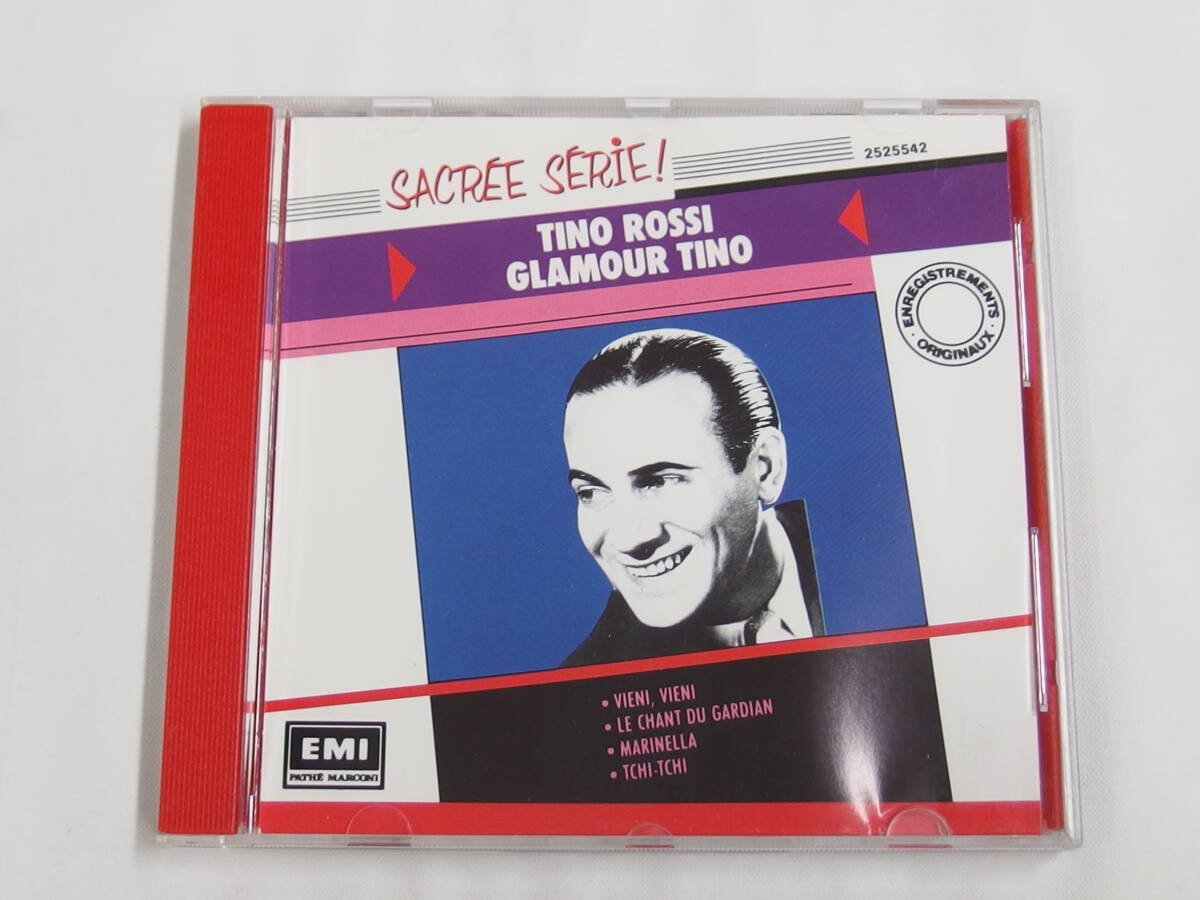 SACRÉE SÉRIE!
2525542
TINO ROSSI
GLAMOUR TINO
ENREGISTREMENTS
· ORIGINAUX ·
• VIENI, VIENI
• LE CHANT DU GARDIAN
• MARINELLA
• TCHI-TCHI
EMI
PATHÉ MARCONI